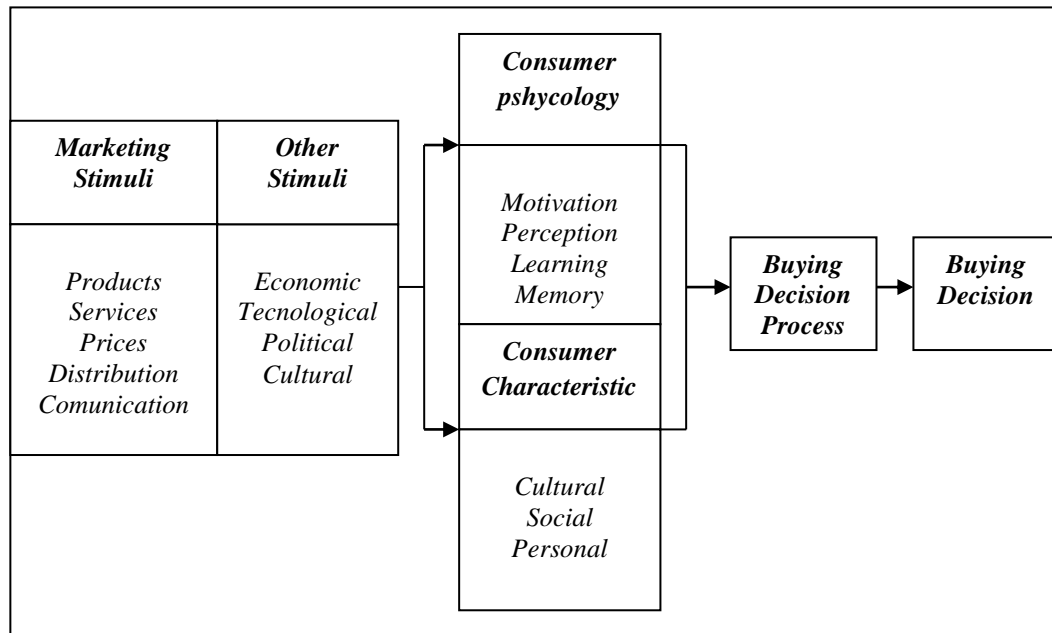 Marketing
Stimuli
Products
Services
Prices
Distribution
Comunication
Other
Stimuli
Economic
Tecnological
Political
Cultural
Consumer
pshycology
Motivation
Perception
Learning
Memory
Consumer
Characteristic
Cultural
Social
Personal
Buying
Decision
Process
Buying
Decision